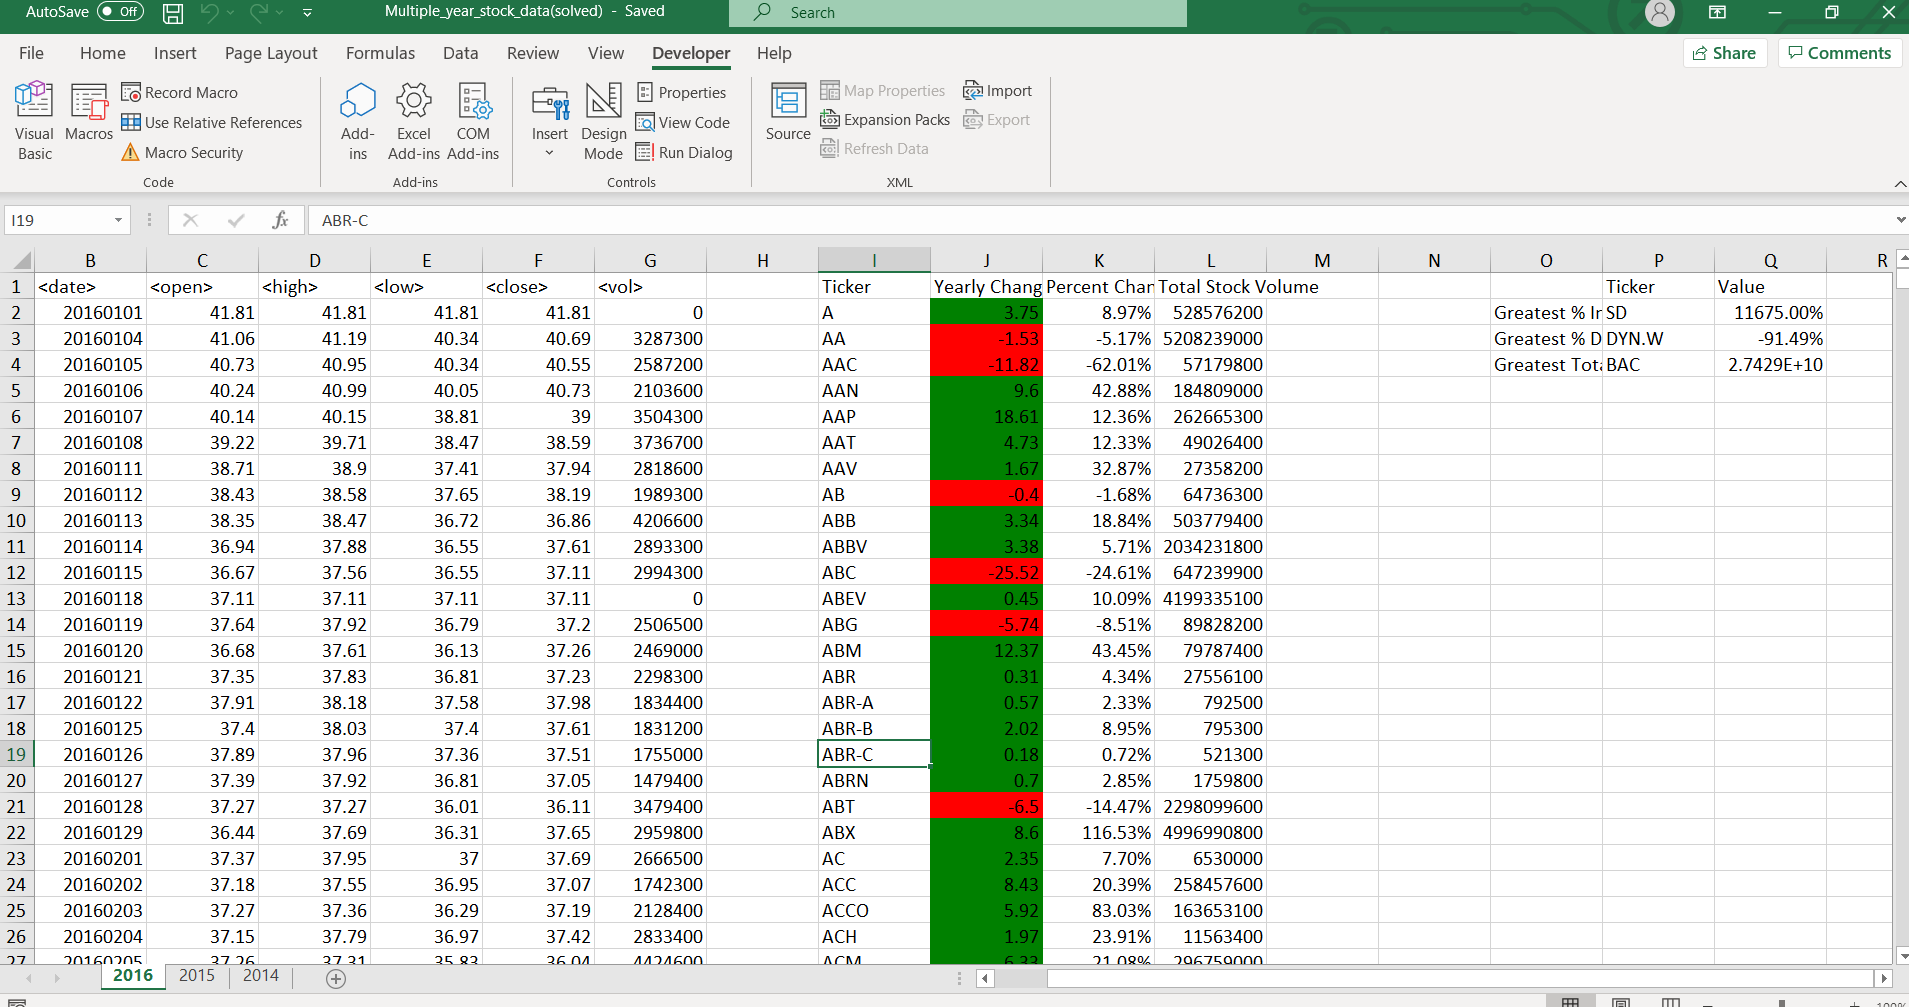 AutoSave Off Multiple_year_stock_data(solved) - Saved Search
File Home Insert Page Layout Formulas Data Review View Developer Help Share Comments
Visual Basic
Macros
Record Macro
Use Relative References
Macro Security
Code
Add-ins
Excel Add-ins
COM Add-ins
Add-ins
Insert
Design Mode
Properties
View Code
Run Dialog
Controls
Source
Map Properties
Expansion Packs
Refresh Data
Import
Export
XML
I19 fx ABR-C
B C D E F G H I J K L M N O P Q R
1 <date> <open> <high> <low> <close> <vol> Ticker Yearly Chang Percent Char Total Stock Volume Ticker Value
2 20160101 41.81 41.81 41.81 41.81 0 A 3.75 8.97% 528576200 Greatest % Ir SD 11675.00%
3 20160104 41.06 41.19 40.34 40.69 3287300 AA -1.53 -5.17% 5208239000 Greatest % D DYN.W -91.49%
4 20160105 40.73 40.95 40.34 40.55 2587200 AAC -11.82 -62.01% 57179800 Greatest Tota BAC 2.7429E+10
5 20160106 40.24 40.99 40.05 40.73 2103600 AAN 9.6 42.88% 184809000
6 20160107 40.14 40.15 38.81 39 3504300 AAP 18.61 12.36% 262665300
7 20160108 39.22 39.71 38.47 38.59 3736700 AAT 4.73 12.33% 49026400
8 20160111 38.71 38.9 37.41 37.94 2818600 AAV 1.67 32.87% 27358200
9 20160112 38.43 38.58 37.65 38.19 1989300 AB -0.4 -1.68% 64736300
10 20160113 38.35 38.47 36.72 36.86 4206600 ABB 3.34 18.84% 503779400
11 20160114 36.94 37.88 36.55 37.61 2893300 ABBV 3.38 5.71% 2034231800
12 20160115 36.67 37.56 36.55 37.11 2994300 ABC -25.52 -24.61% 647239900
13 20160118 37.11 37.11 37.11 37.11 0 ABEV 0.45 10.09% 4199335100
14 20160119 37.64 37.92 36.79 37.2 2506500 ABG -5.74 -8.51% 89828200
15 20160120 36.68 37.61 36.13 37.26 2469000 ABM 12.37 43.45% 79787400
16 20160121 37.35 37.83 36.81 37.23 2298300 ABR 0.31 4.34% 27556100
17 20160122 37.91 38.18 37.58 37.98 1834400 ABR-A 0.57 2.33% 792500
18 20160125 37.4 38.03 37.4 37.61 1831200 ABR-B 2.02 8.95% 795300
19 20160126 37.89 37.96 37.36 37.51 1755000 ABR-C 0.18 0.72% 521300
20 20160127 37.39 37.92 36.81 37.05 1479400 ABRN 0.7 2.85% 1759800
21 20160128 37.27 37.27 36.01 36.11 3479400 ABT -6.5 -14.47% 2298099600
22 20160129 36.44 37.69 36.31 37.65 2959800 ABX 8.6 116.53% 4996990800
23 20160201 37.37 37.95 37 37.69 2666500 AC 2.35 7.70% 6530000
24 20160202 37.18 37.55 36.95 37.07 1742300 ACC 8.43 20.39% 258457600
25 20160203 37.27 37.36 36.29 37.19 2128400 ACCO 5.92 83.03% 163653100
26 20160204 37.15 37.79 36.97 37.42 2833400 ACH 1.97 23.91% 11563400
27 20160205 37.26 37.31 35.83 36.04 4424600 ACM 6.33 21.08% 296759000
2016 2015 2014
100%